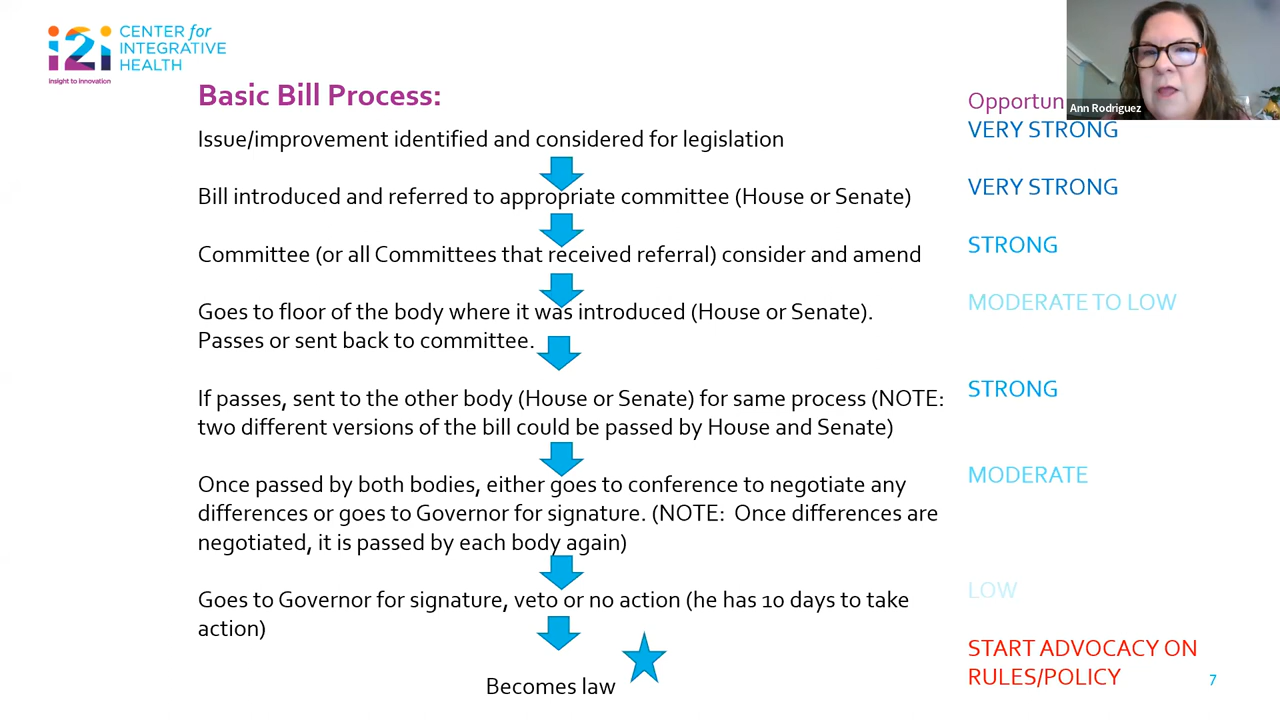 i2i
CENTER for
INTEGRATIVE
HEALTH
insight to innovation
Basic Bill Process:
Issue/improvement identified and considered for legislation
Bill introduced and referred to appropriate committee (House or Senate)
Committee (or all Committees that received referral) consider and amend
Goes to floor of the body where it was introduced (House or Senate).
Passes or sent back to committee.
If passes, sent to the other body (House or Senate) for same process (NOTE:
two different versions of the bill could be passed by House and Senate)
Once passed by both bodies, either goes to conference to negotiate any
differences or goes to Governor for signature. (NOTE: Once differences are
negotiated, it is passed by each body again)
Goes to Governor for signature, veto or no action (he has 10 days to take
action)
Becomes law
Ann Rodriguez
Opportun
VERY STRONG
VERY STRONG
STRONG
MODERATE TO LOW
STRONG
MODERATE
LOW
START ADVOCACY ON
RULES/POLICY
7